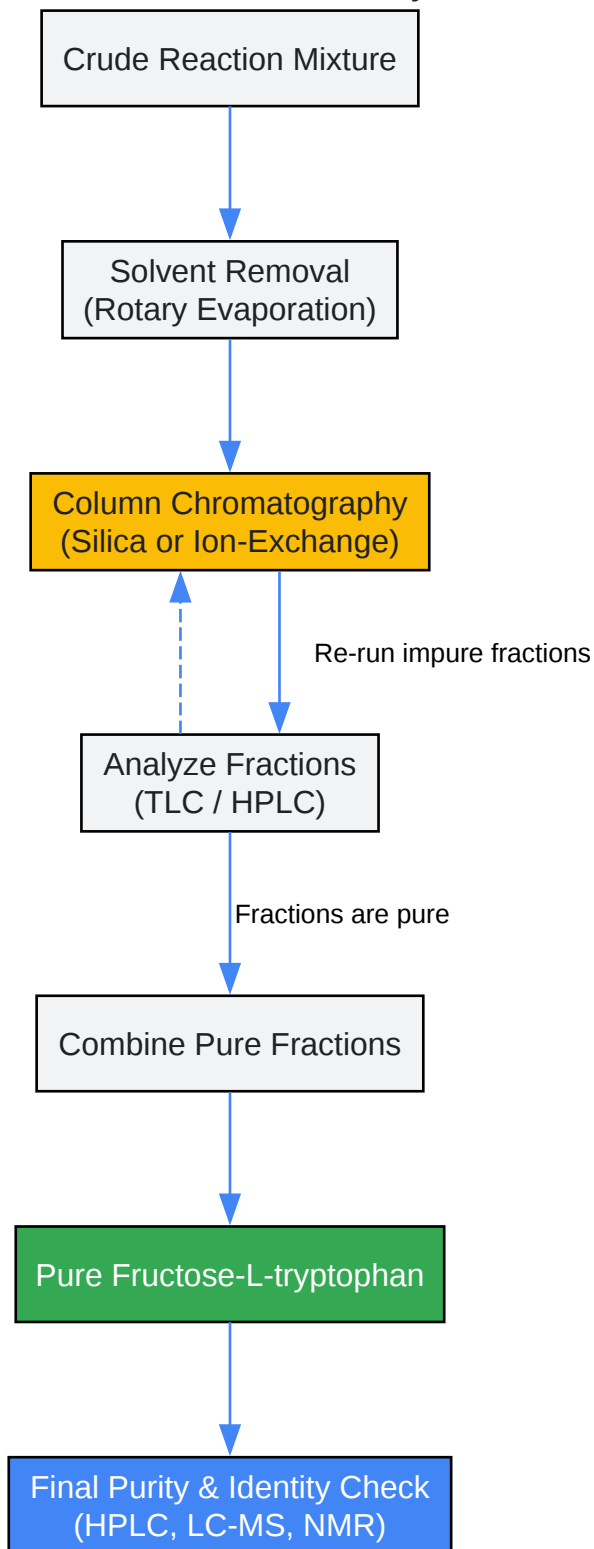 Crude Reaction Mixture
Solvent Removal
(Rotary Evaporation)
Column Chromatography
(Silica or Ion-Exchange)
Re-run impure fractions
Analyze Fractions
(TLC / HPLC)
Fractions are pure
Combine Pure Fractions
Pure Fructose-L-tryptophan
Final Purity & Identity Check
(HPLC, LC-MS, NMR)